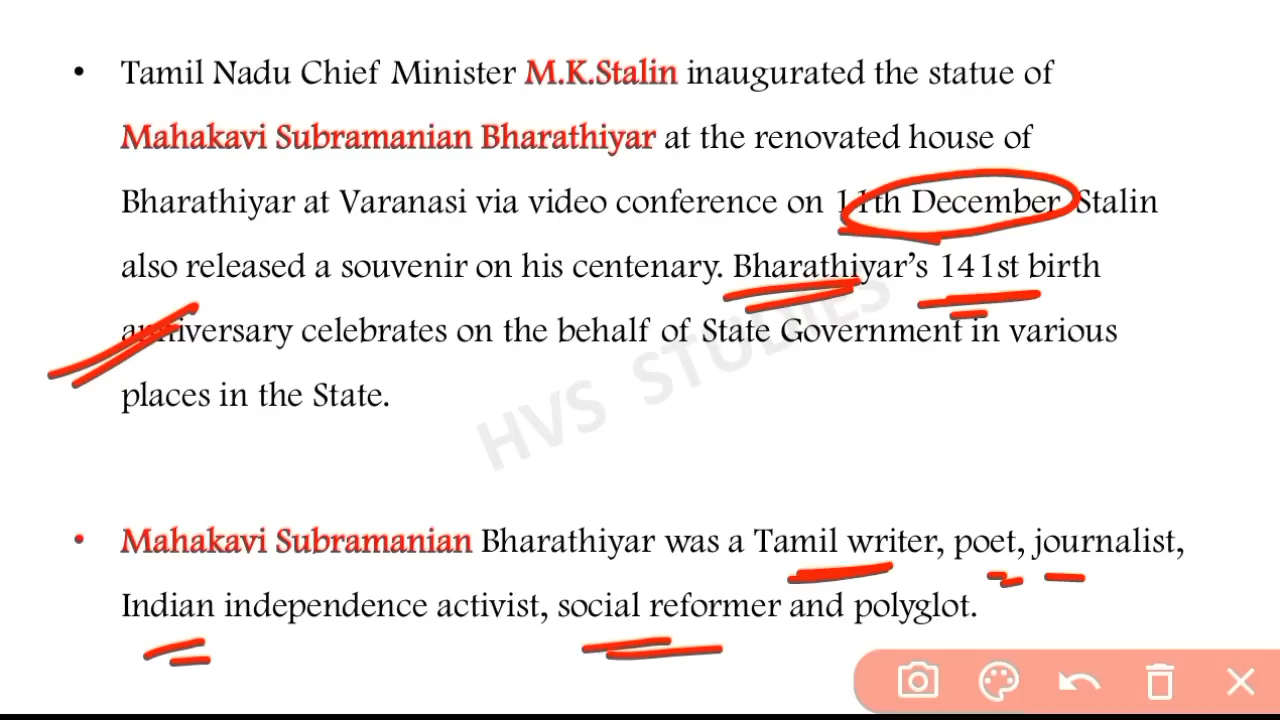 • Tamil Nadu Chief Minister M.K.Stalin inaugurated the statue of
Mahakavi Subramanian Bharathiyar at the renovated house of
Bharathiyar at Varanasi via video conference on 11th December. Stalin
also released a souvenir on his centenary. Bharathiyar's 141st birth
anniversary celebrates on the behalf of State Government in various
places in the State.
HVS STUDIES
• Mahakavi Subramanian Bharathiyar was a Tamil writer, poet, journalist,
Indian independence activist, social reformer and polyglot.